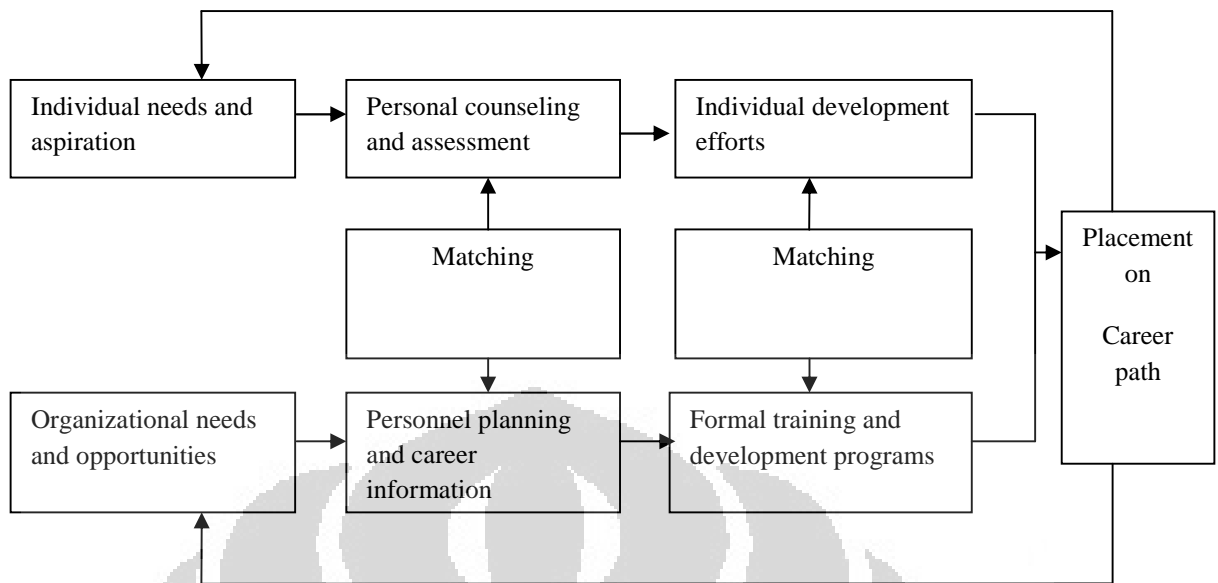 Individual needs and
aspiration
Personal counseling
and assessment
Individual development
efforts
Matching
Matching
Placement
on
Career
path
Organizational needs
and opportunities
Personnel planning
and career
information
Formal training and
development programs